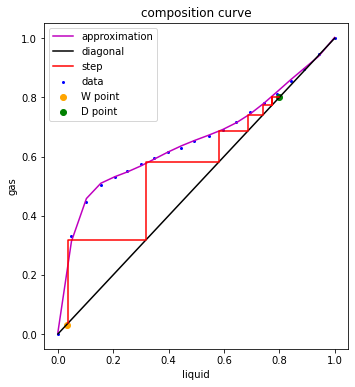 composition curve
approximation
diagonal
step
data
W point
D point
gas
1.0
0.8
0.6
0.4
0.2
0.0
0.0 0.2 0.4 0.6 0.8 1.0
liquid